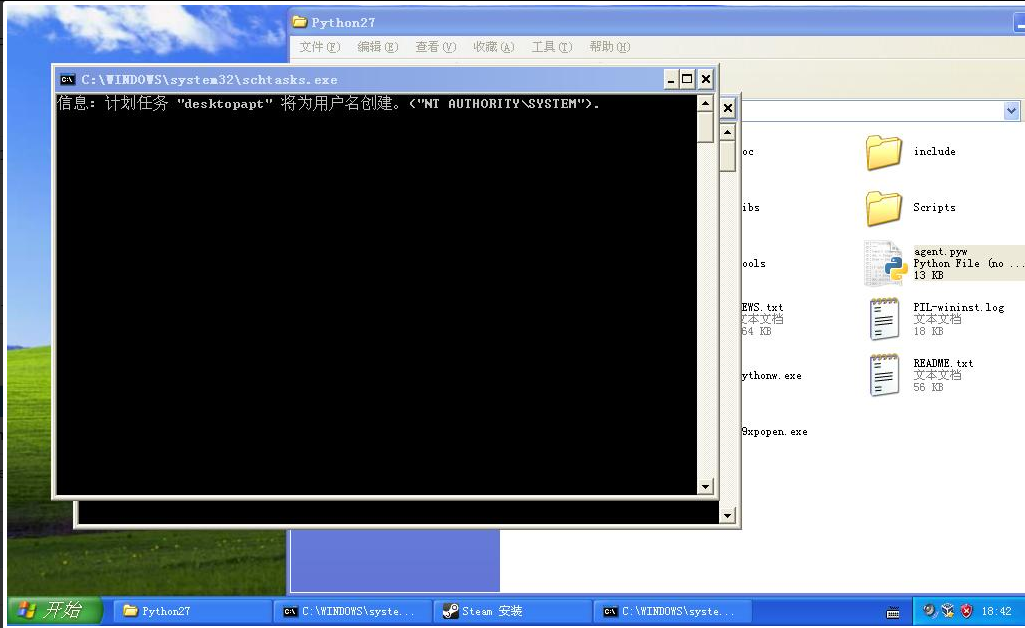 Python27
文件(F) 编辑(E) 查看(V) 收藏(A) 工具(T) 帮助(H)
C:\WINDOWS\system32\schtasks.exe
信息: 计划任务 "desktopapt" 将为用户名创建。("NT AUTHORITY\SYSTEM").
oc
include
ibs
Scripts
ools
agent.pyw
Python File (no ...
13 KB
EWS.txt
文本文档
64 KB
PIL-wininst.log
文本文档
18 KB
ythonw.exe
README.txt
文本文档
56 KB
9xpopen.exe
开始
Python27
C:\WINDOWS\syste...
Steam 安装
C:\WINDOWS\syste...
18:42